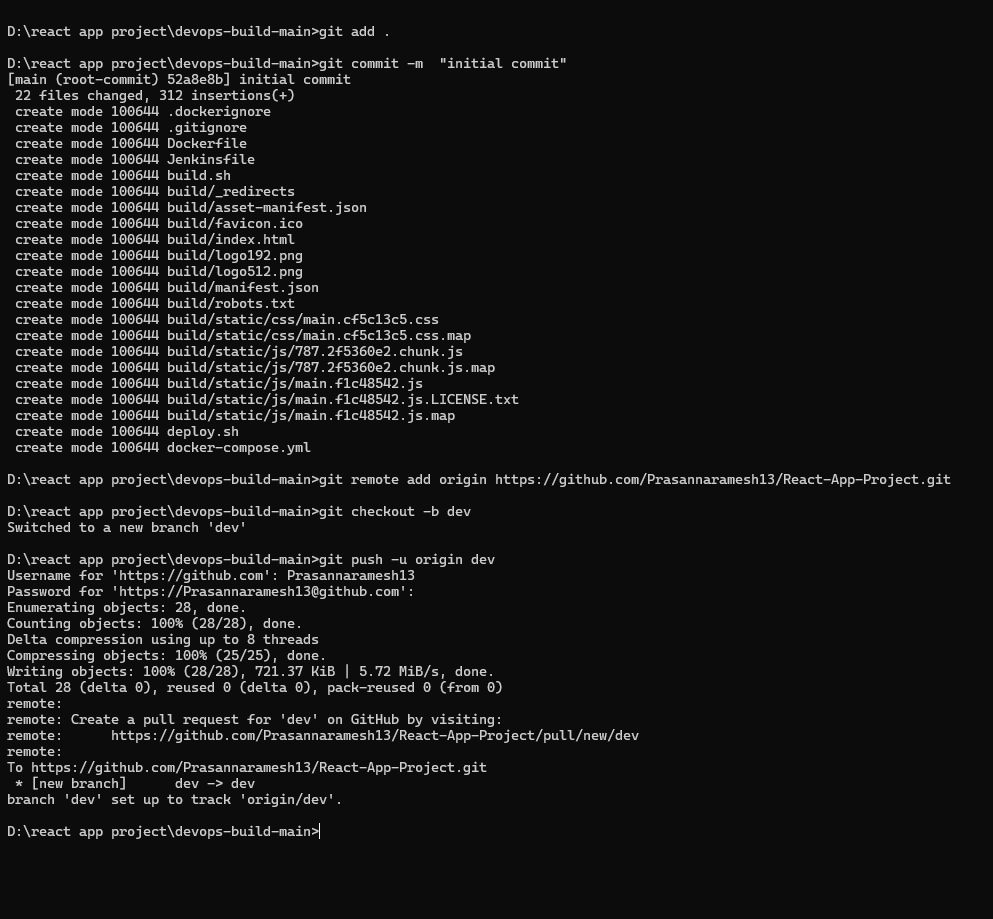 D:\react app project\devops-build-main>git add .
D:\react app project\devops-build-main>git commit -m  "initial commit"
[main (root-commit) 52a8e8b] initial commit
 22 files changed, 312 insertions(+)
 create mode 100644 .dockerignore
 create mode 100644 .gitignore
 create mode 100644 Dockerfile
 create mode 100644 Jenkinsfile
 create mode 100644 build.sh
 create mode 100644 build/_redirects
 create mode 100644 build/asset-manifest.json
 create mode 100644 build/favicon.ico
 create mode 100644 build/index.html
 create mode 100644 build/logo192.png
 create mode 100644 build/logo512.png
 create mode 100644 build/manifest.json
 create mode 100644 build/robots.txt
 create mode 100644 build/static/css/main.cf5c13c5.css
 create mode 100644 build/static/css/main.cf5c13c5.css.map
 create mode 100644 build/static/js/787.2f5360e2.chunk.js
 create mode 100644 build/static/js/787.2f5360e2.chunk.js.map
 create mode 100644 build/static/js/main.f1c48542.js
 create mode 100644 build/static/js/main.f1c48542.js.LICENSE.txt
 create mode 100644 build/static/js/main.f1c48542.js.map
 create mode 100644 deploy.sh
 create mode 100644 docker-compose.yml
D:\react app project\devops-build-main>git remote add origin https://github.com/Prasannaramesh13/React-App-Project.git
D:\react app project\devops-build-main>git checkout -b dev
Switched to a new branch 'dev'
D:\react app project\devops-build-main>git push -u origin dev
Username for 'https://github.com': Prasannaramesh13
Password for 'https://Prasannaramesh13@github.com':
Enumerating objects: 28, done.
Counting objects: 100% (28/28), done.
Delta compression using up to 8 threads
Compressing objects: 100% (25/25), done.
Writing objects: 100% (28/28), 721.37 KiB | 5.72 MiB/s, done.
Total 28 (delta 0), reused 0 (delta 0), pack-reused 0 (from 0)
remote:
remote: Create a pull request for 'dev' on GitHub by visiting:
remote:      https://github.com/Prasannaramesh13/React-App-Project/pull/new/dev
remote:
To https://github.com/Prasannaramesh13/React-App-Project.git
 * [new branch]      dev -> dev
branch 'dev' set up to track 'origin/dev'.
D:\react app project\devops-build-main>